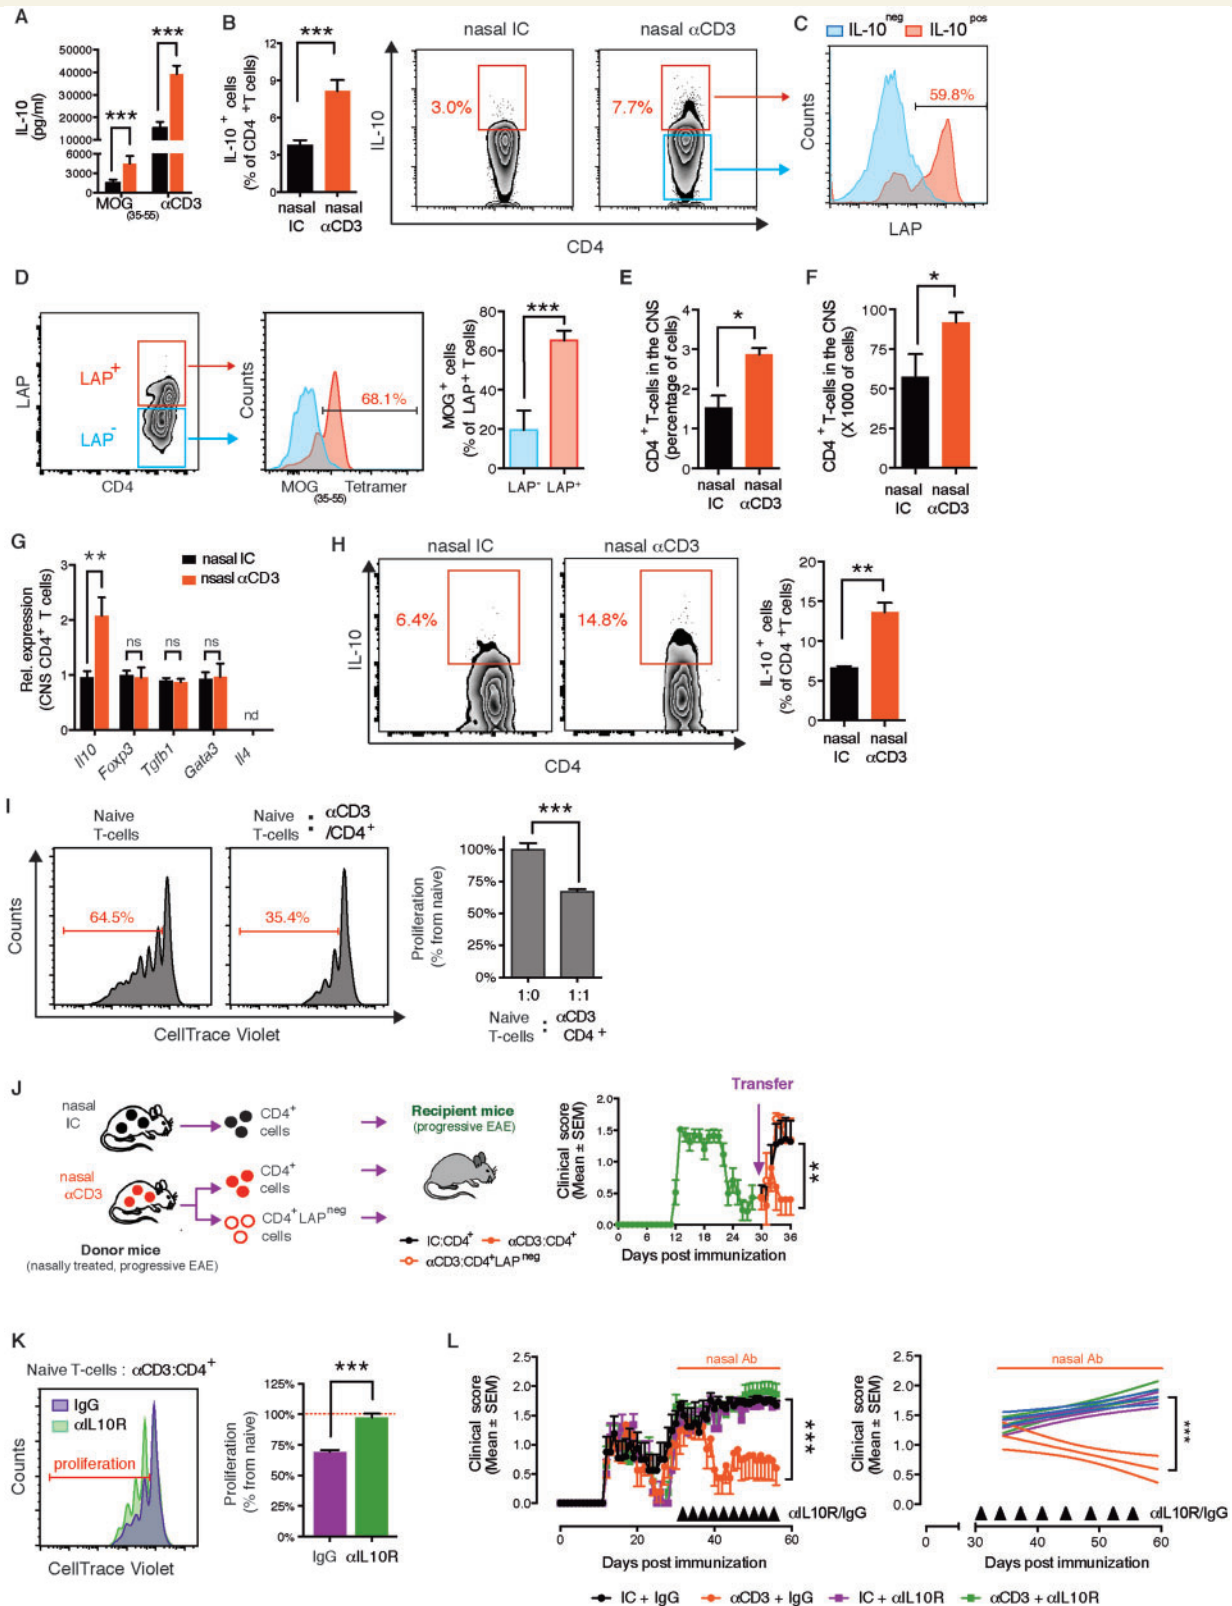 A
IL-10
(pg/ml)
50000
40000
30000
20000
10000
6000
3000
0
***
***
MOG
(35-55)
αCD3
B
IL-10 + cells
(% of CD4 +T cells)
12
9
6
3
0
***
nasal
IC
nasal
αCD3
nasal IC
nasal αCD3
IL-10
3.0%
7.7%
CD4
C
IL-10neg
IL-10pos
59.8%
Counts
LAP
D
LAP
LAP+
LAP-
CD4
Counts
68.1%
MOG(35-55) Tetramer
MOG+ cells
(% of LAP+ T cells)
80
60
40
20
0
***
LAP- LAP+
E
CD4 + T-cells in the CNS
(percentage of cells)
4
3
2
1
0
*
nasal
IC
nasal
αCD3
F
CD4 + T-cells in the CNS
(X 1000 of cells)
100
75
50
25
0
*
nasal
IC
nasal
αCD3
G
nasal IC
nsasl αCD3
Rel. expression
(CNS CD4+ T cells)
3
2
1
0
**
ns
ns
ns
nd
Il10
Foxp3
Tgfb1
Gata3
Il4
H
nasal IC
nasal αCD3
IL-10
6.4%
14.8%
CD4
IL-10 + cells
(% of CD4 +T cells)
20
15
10
5
0
**
nasal
IC
nasal
αCD3
I
Naive
T-cells
Naive
T-cells
:
αCD3
/CD4+
Counts
64.5%
35.4%
CellTrace Violet
Proliferation
(% from naive)
100%
75%
50%
25%
0%
***
1:0
1:1
Naive
T-cells
:
αCD3
CD4 +
J
nasal
IC
CD4+
cells
nasal
αCD3
CD4+
cells
CD4+LAPneg
cells
Donor mice
(nasally treated, progressive EAE)
Recipient mice
(progressive EAE)
IC:CD4+
αCD3:CD4+
αCD3:CD4+LAPneg
Transfer
Clinical score
(Mean ± SEM)
2.0
1.5
1.0
0.5
0.0
**
0
6
12
18
24
30
36
Days post immunization
K
Naive T-cells : αCD3:CD4+
IgG
αIL10R
proliferation
Counts
CellTrace Violet
Proliferation
(% from naive)
125%
100%
75%
50%
25%
0%
***
IgG
αIL10R
L
nasal Ab
Clinical score
(Mean ± SEM)
2.5
2.0
1.5
1.0
0.5
0.0
***
αIL10R/IgG
0
20
40
60
Days post immunization
nasal Ab
Clinical score
(Mean ± SEM)
2.5
2.0
1.5
1.0
0.5
0.0
***
αIL10R/IgG
0
30
40
50
60
Days post immunization
IC + IgG
αCD3 + IgG
IC + αIL10R
αCD3 + αIL10R